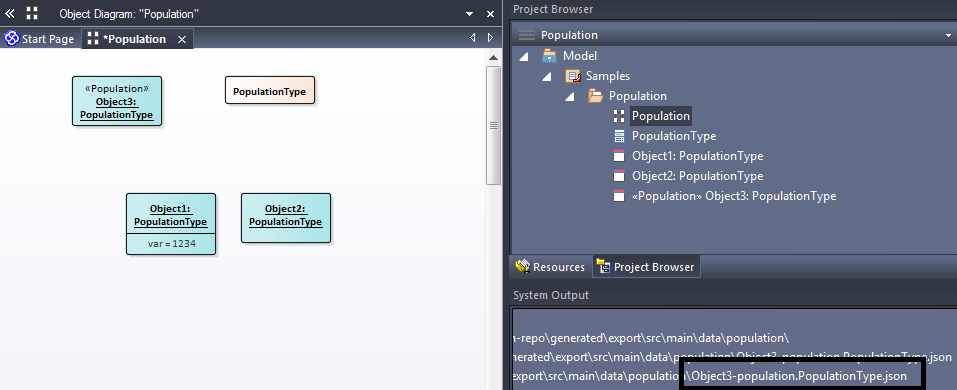 Object Diagram: "Population"
Start Page
*Population
«Population»
Object3:
PopulationType
PopulationType
Object1:
PopulationType
var = 1234
Object2:
PopulationType
Project Browser
Population
Model
Samples
Population
Population
PopulationType
Object1: PopulationType
Object2: PopulationType
«Population» Object3: PopulationType
Resources
Project Browser
System Output
n-repo\generated\export\src\main\data\population\
nerated\export\src\main\data\population\Object3-population.PopulationType.json
export\src\main\data\population\Object3-population.PopulationType.json